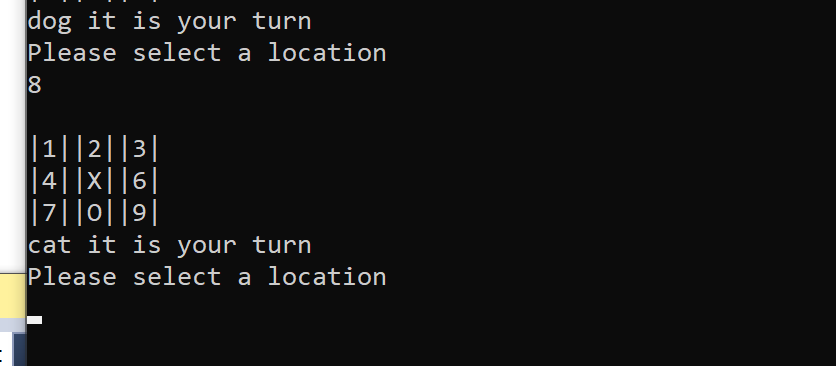 dog it is your turn
Please select a location
8
|1||2||3|
|4||X||6|
|7||O||9|
cat it is your turn
Please select a location